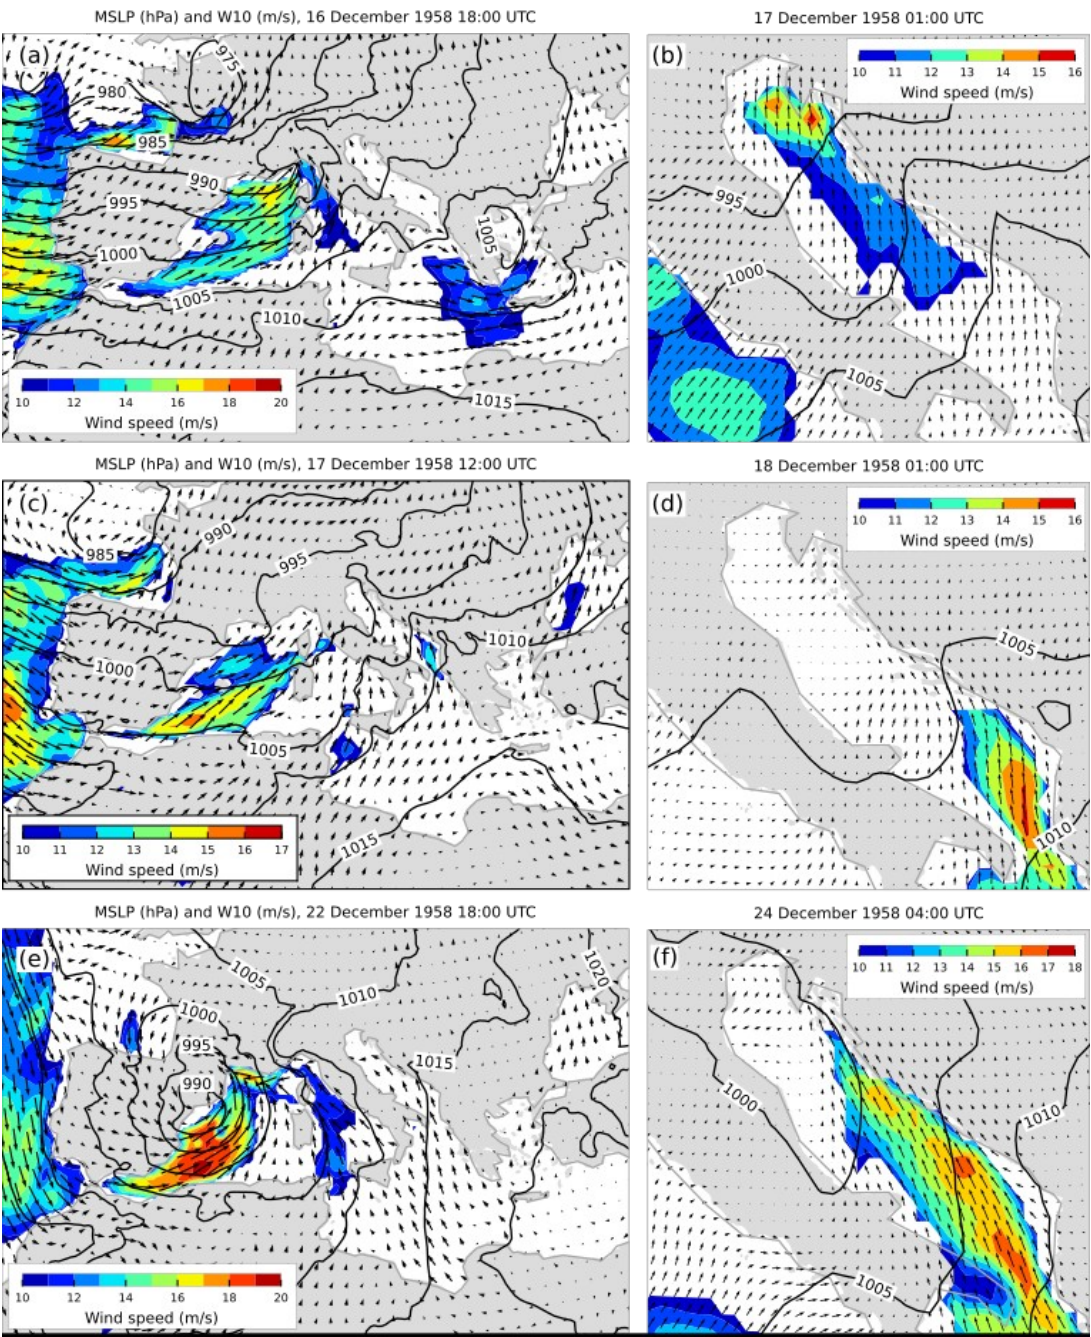 MSLP (hPa) and W10 (m/s), 16 December 1958 18:00 UTC
(a)
975
980
985
990
995
1000
1005
1005
1010
1015
10 12 14 16 18 20
Wind speed (m/s)
17 December 1958 01:00 UTC
(b)
10 11 12 13 14 15 16
Wind speed (m/s)
995
1000
1005
MSLP (hPa) and W10 (m/s), 17 December 1958 12:00 UTC
(c)
985
990
995
1000
1010
1005
1015
10 11 12 13 14 15 16 17
Wind speed (m/s)
18 December 1958 01:00 UTC
(d)
10 11 12 13 14 15 16
Wind speed (m/s)
1005
1010
MSLP (hPa) and W10 (m/s), 22 December 1958 18:00 UTC
(e)
1005
1010
1020
1000
995
990
1015
10 12 14 16 18 20
Wind speed (m/s)
24 December 1958 04:00 UTC
(f)
10 11 12 13 14 15 16 17 18
Wind speed (m/s)
1000
1010
1005